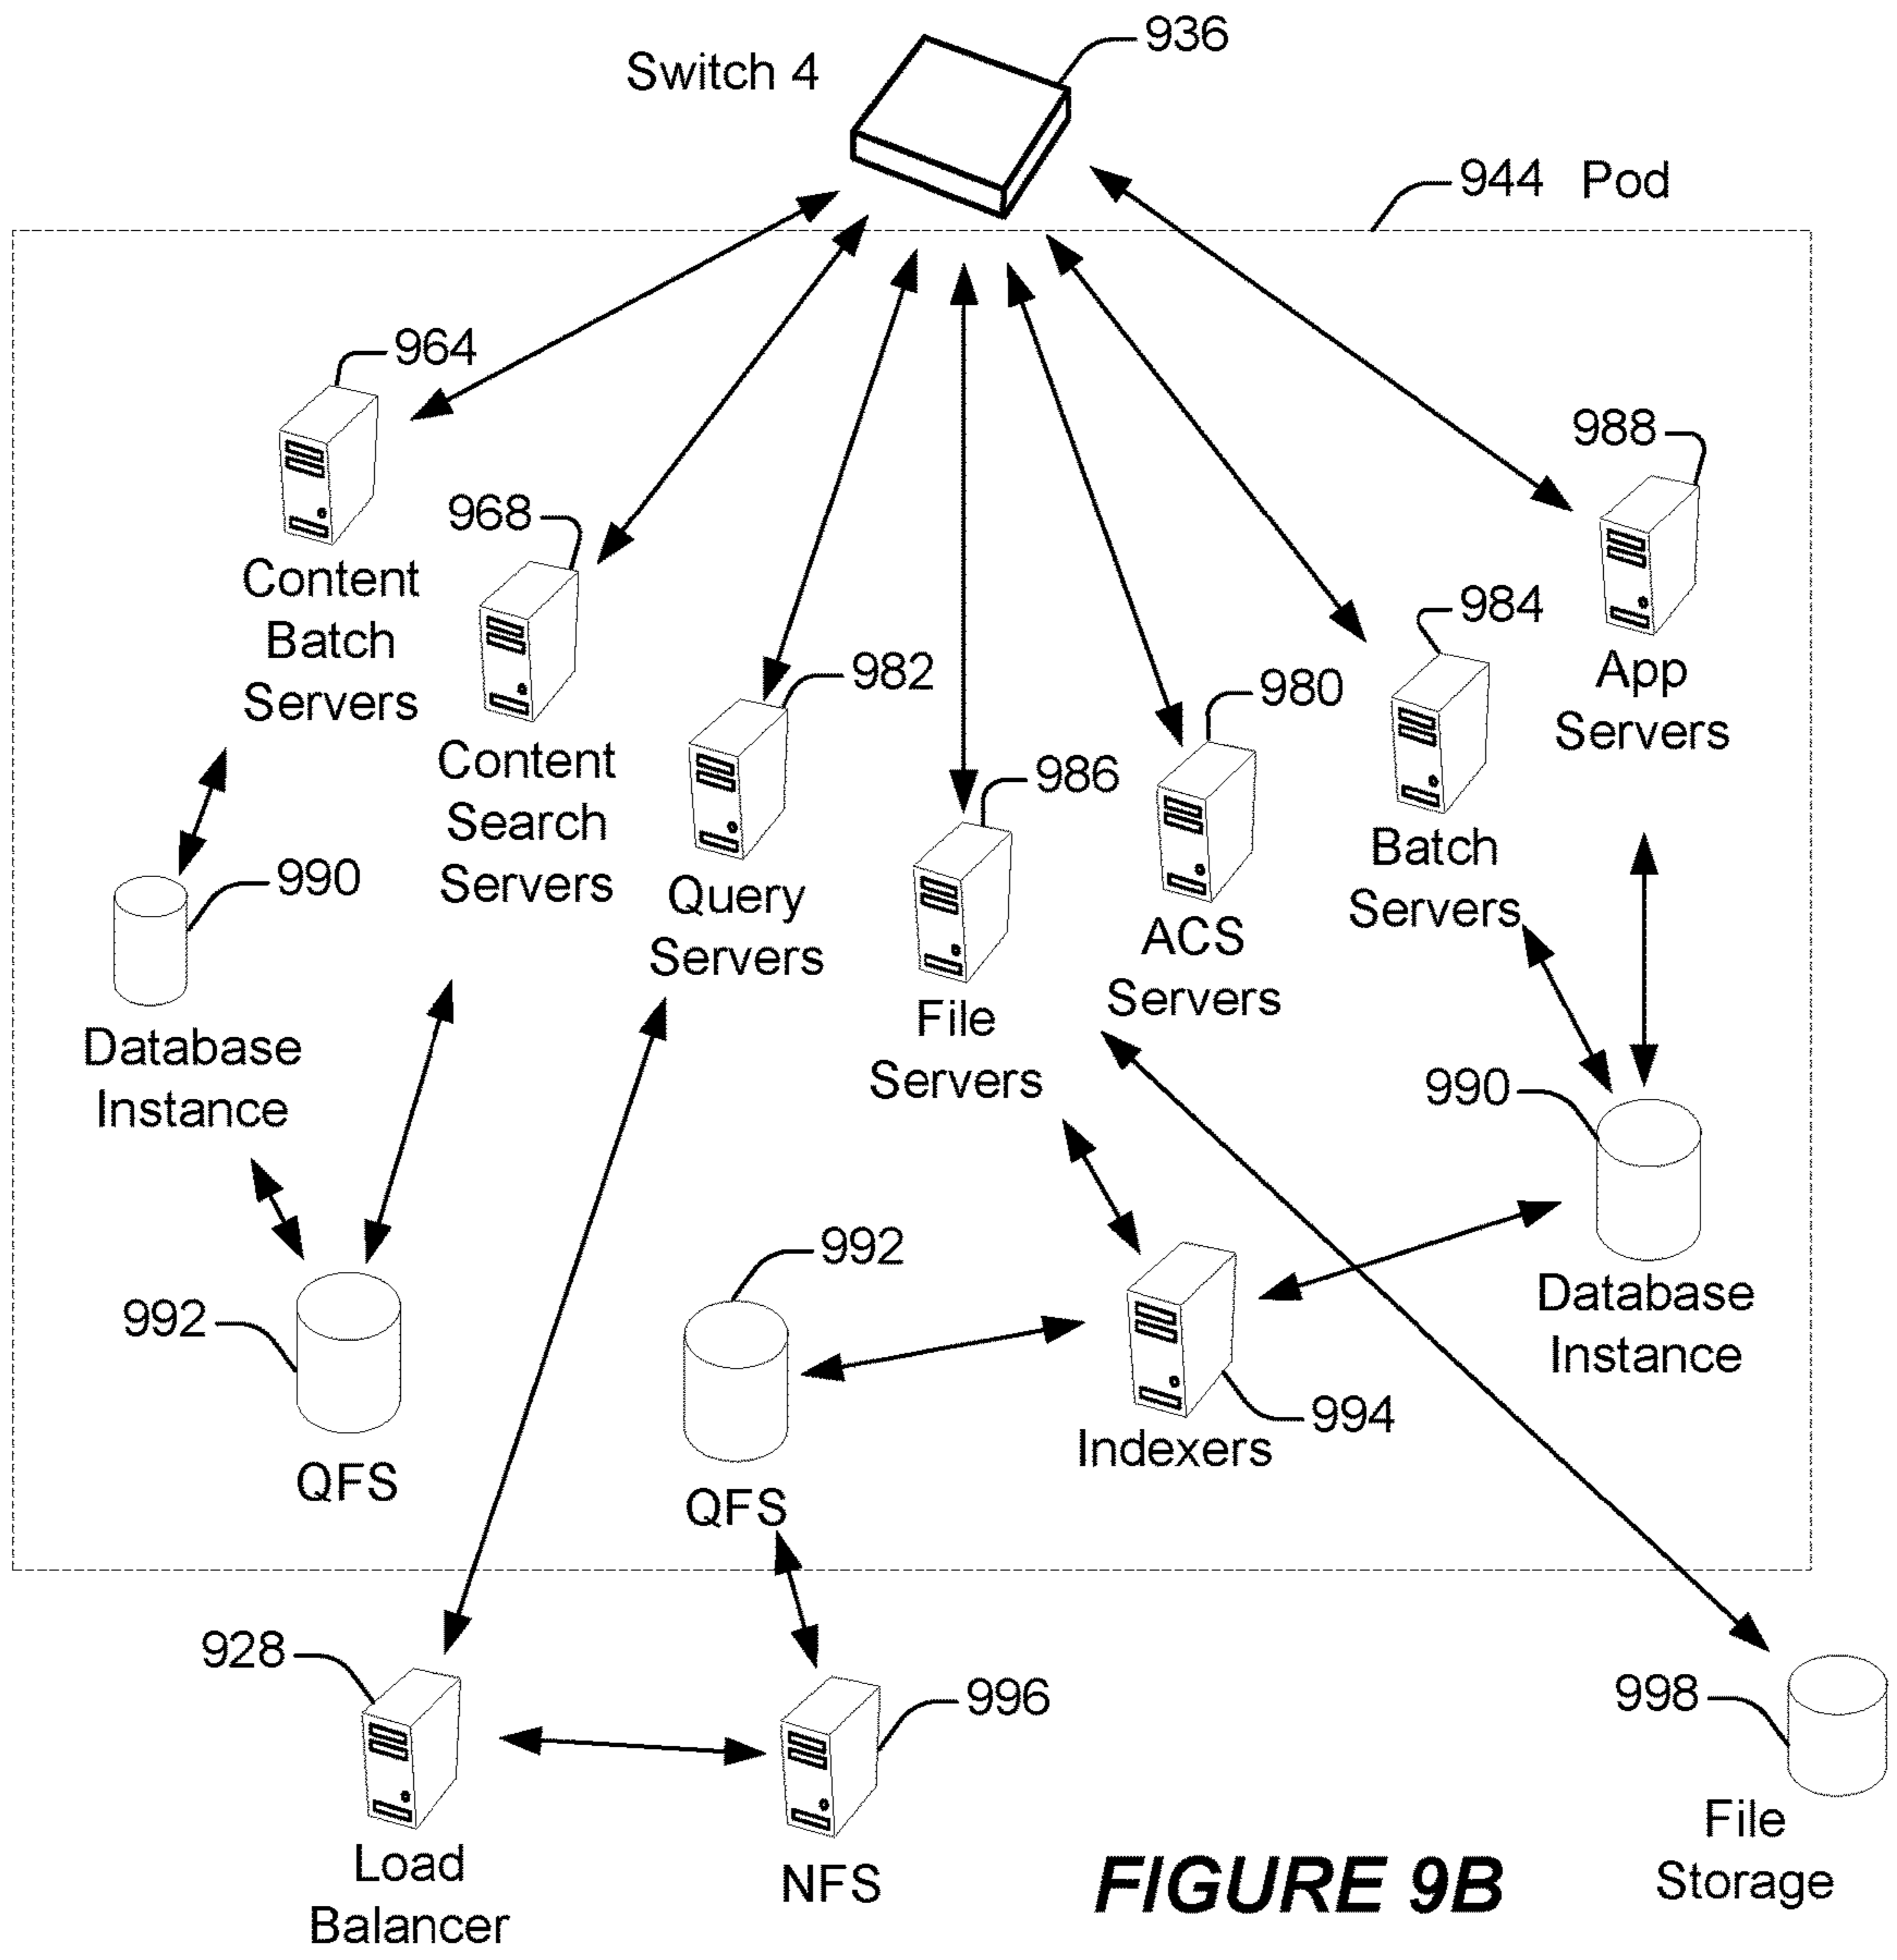 936
Switch 4
944 Pod
964
Content
Batch
Servers
988
App
Servers
968
Content
Search
Servers
984
Batch
Servers
982
Query
Servers
980
ACS
Servers
986
File
Servers
990
Database
Instance
990
Database
Instance
992
QFS
992
QFS
994
Indexers
928
Load
Balancer
996
NFS
998
File
Storage
FIGURE 9B